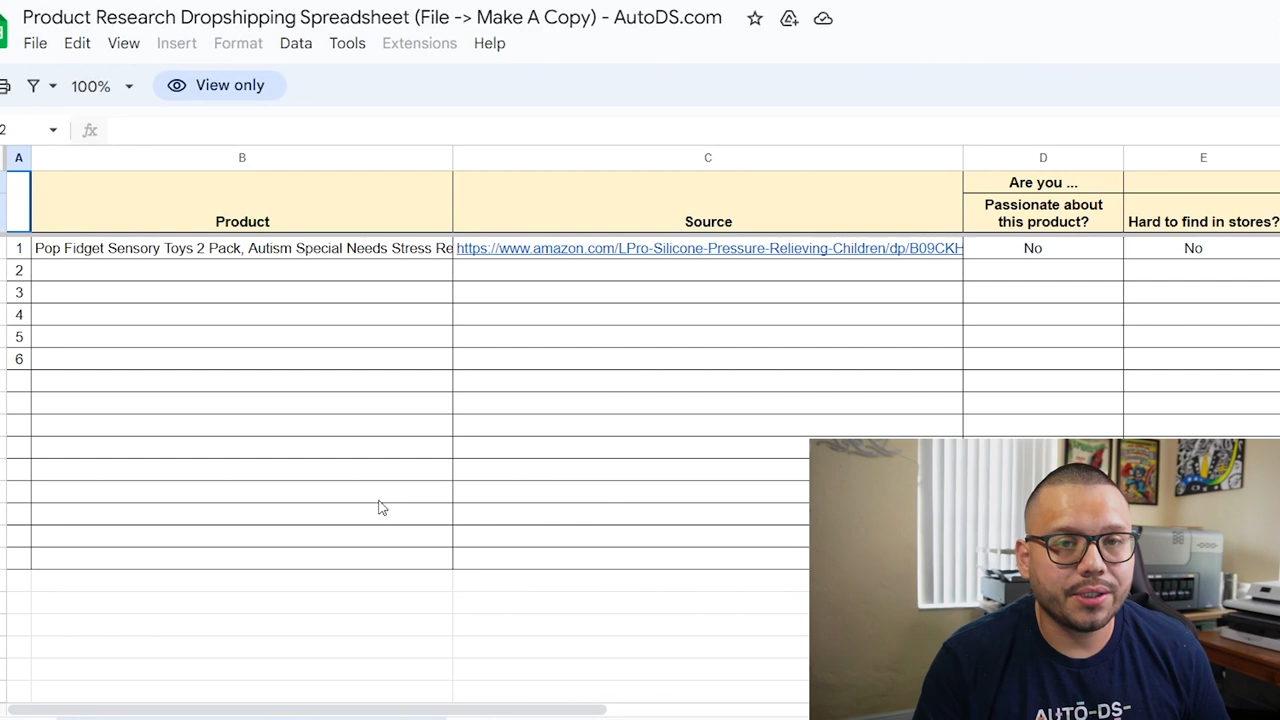 Product Research Dropshipping Spreadsheet (File -> Make A Copy) - AutoDS.com
File Edit View Insert Format Data Tools Extensions Help
100% View only
2 fx
A B C D E
Are you ...
Product Source Passionate about this product? Hard to find in stores?
1 Pop Fidget Sensory Toys 2 Pack, Autism Special Needs Stress Re https://www.amazon.com/LPro-Silicone-Pressure-Relieving-Children/dp/B09CKH No No
2
3
4
5
6
AUTO-DS-